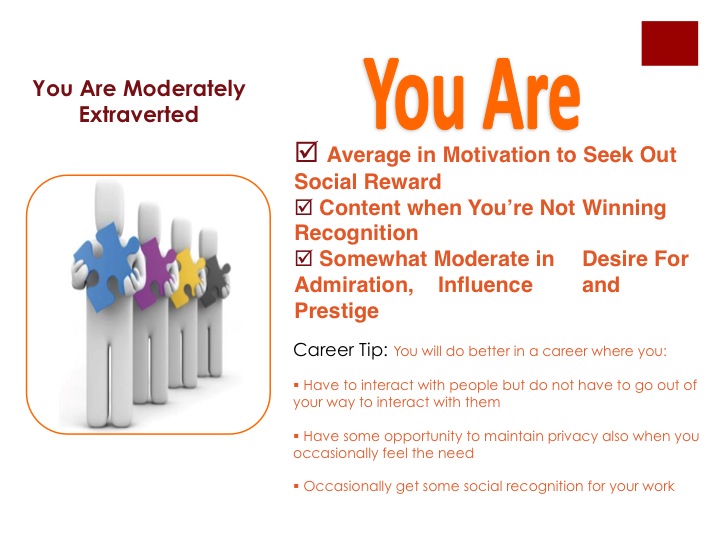 You Are Moderately
Extraverted
You Are
☑ Average in Motivation to Seek Out
Social Reward
☑ Content when You’re Not Winning
Recognition
☑ Somewhat Moderate in Desire For
Admiration, Influence and
Prestige
Career Tip: You will do better in a career where you:
▪ Have to interact with people but do not have to go out of
your way to interact with them
▪ Have some opportunity to maintain privacy also when you
occasionally feel the need
▪ Occasionally get some social recognition for your work